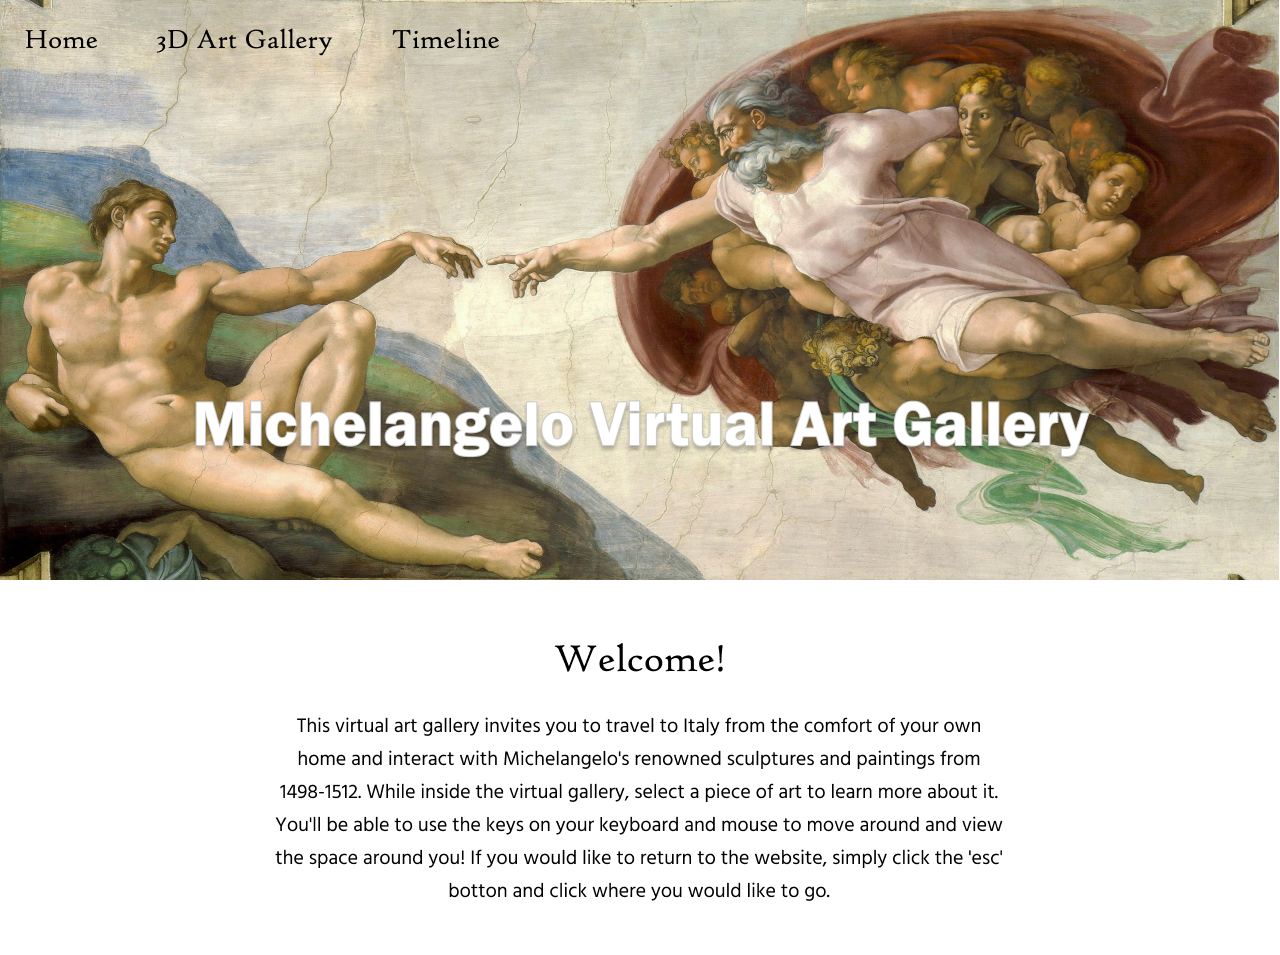 Home 3D Art Gallery Timeline
Michelangelo Virtual Art Gallery
Welcome!
This virtual art gallery invites you to travel to Italy from the comfort of your own
home and interact with Michelangelo's renowned sculptures and paintings from
1498-1512. While inside the virtual gallery, select a piece of art to learn more about it.
You'll be able to use the keys on your keyboard and mouse to move around and view
the space around you! If you would like to return to the website, simply click the 'esc'
botton and click where you would like to go.